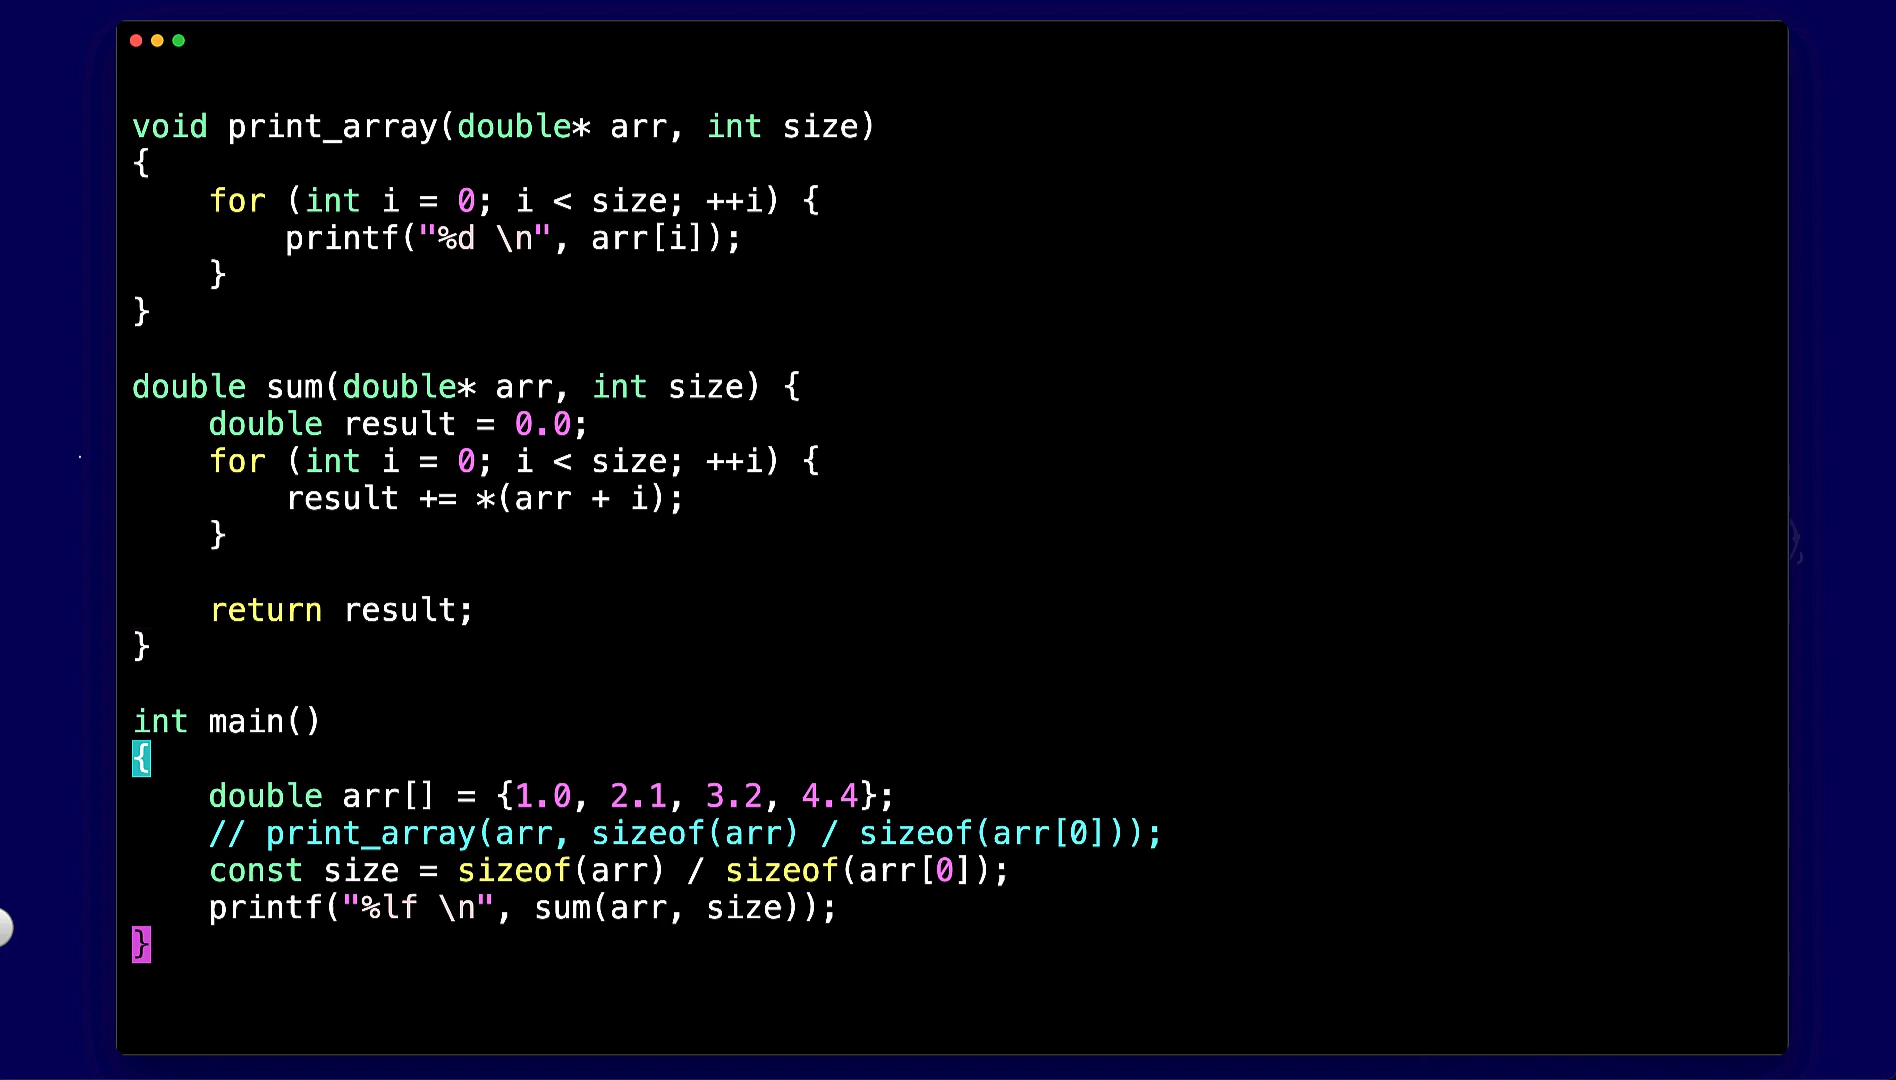 void print_array(double* arr, int size)
{
    for (int i = 0; i < size; ++i) {
        printf("%d \n", arr[i]);
    }
}
double sum(double* arr, int size) {
    double result = 0.0;
    for (int i = 0; i < size; ++i) {
        result += *(arr + i);
    }
    return result;
}
int main()
{
    double arr[] = {1.0, 2.1, 3.2, 4.4};
    // print_array(arr, sizeof(arr) / sizeof(arr[0]));
    const size = sizeof(arr) / sizeof(arr[0]);
    printf("%lf \n", sum(arr, size));
}